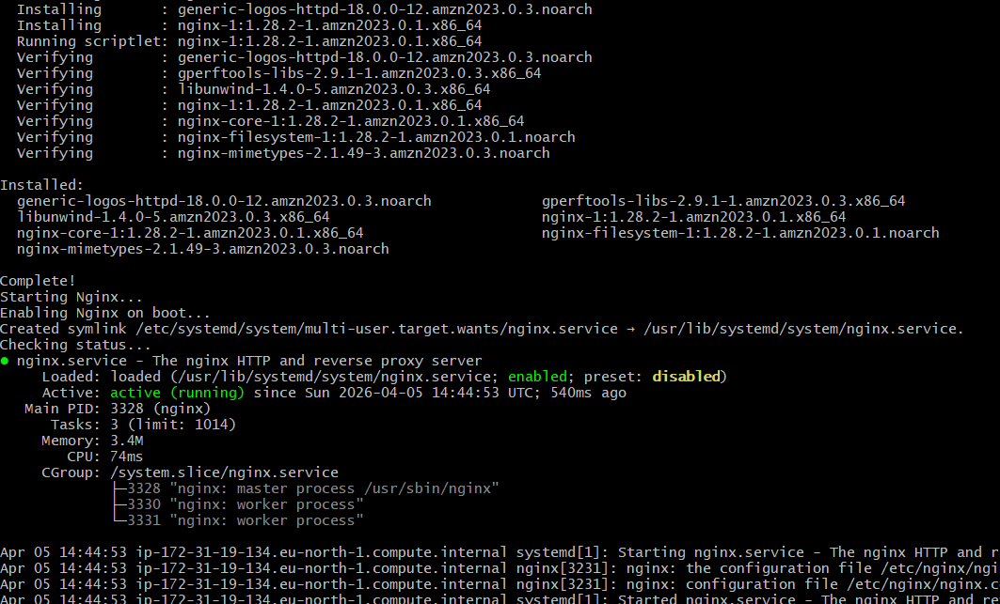 Installing : generic-logos-httpd-18.0.0-12.amzn2023.0.3.noarch
Installing : nginx-1:1.28.2-1.amzn2023.0.1.x86_64
Running scriptlet: nginx-1:1.28.2-1.amzn2023.0.1.x86_64
Verifying : generic-logos-httpd-18.0.0-12.amzn2023.0.3.noarch
Verifying : gperftools-libs-2.9.1-1.amzn2023.0.3.x86_64
Verifying : libunwind-1.4.0-5.amzn2023.0.3.x86_64
Verifying : nginx-1:1.28.2-1.amzn2023.0.1.x86_64
Verifying : nginx-core-1:1.28.2-1.amzn2023.0.1.x86_64
Verifying : nginx-filesystem-1:1.28.2-1.amzn2023.0.1.noarch
Verifying : nginx-mimetypes-2.1.49-3.amzn2023.0.3.noarch
Installed:
generic-logos-httpd-18.0.0-12.amzn2023.0.3.noarch gperftools-libs-2.9.1-1.amzn2023.0.3.x86_64
libunwind-1.4.0-5.amzn2023.0.3.x86_64 nginx-1:1.28.2-1.amzn2023.0.1.x86_64
nginx-core-1:1.28.2-1.amzn2023.0.1.x86_64 nginx-filesystem-1:1.28.2-1.amzn2023.0.1.noarch
nginx-mimetypes-2.1.49-3.amzn2023.0.3.noarch
Complete!
Starting Nginx...
Enabling Nginx on boot...
Created symlink /etc/systemd/system/multi-user.target.wants/nginx.service → /usr/lib/systemd/system/nginx.service.
Checking status...
● nginx.service - The nginx HTTP and reverse proxy server
Loaded: loaded (/usr/lib/systemd/system/nginx.service; enabled; preset: disabled)
Active: active (running) since Sun 2026-04-05 14:44:53 UTC; 540ms ago
Main PID: 3328 (nginx)
Tasks: 3 (limit: 1014)
Memory: 3.4M
CPU: 74ms
CGroup: /system.slice/nginx.service
├─3328 "nginx: master process /usr/sbin/nginx"
├─3330 "nginx: worker process"
└─3331 "nginx: worker process"
Apr 05 14:44:53 ip-172-31-19-134.eu-north-1.compute.internal systemd[1]: Starting nginx.service - The nginx HTTP and r
Apr 05 14:44:53 ip-172-31-19-134.eu-north-1.compute.internal nginx[3231]: nginx: the configuration file /etc/nginx/ngi
Apr 05 14:44:53 ip-172-31-19-134.eu-north-1.compute.internal nginx[3231]: nginx: configuration file /etc/nginx/nginx.c
Apr 05 14:44:53 ip-172-31-19-134.eu-north-1.compute.internal systemd[1]: Started nginx.service - The nginx HTTP and